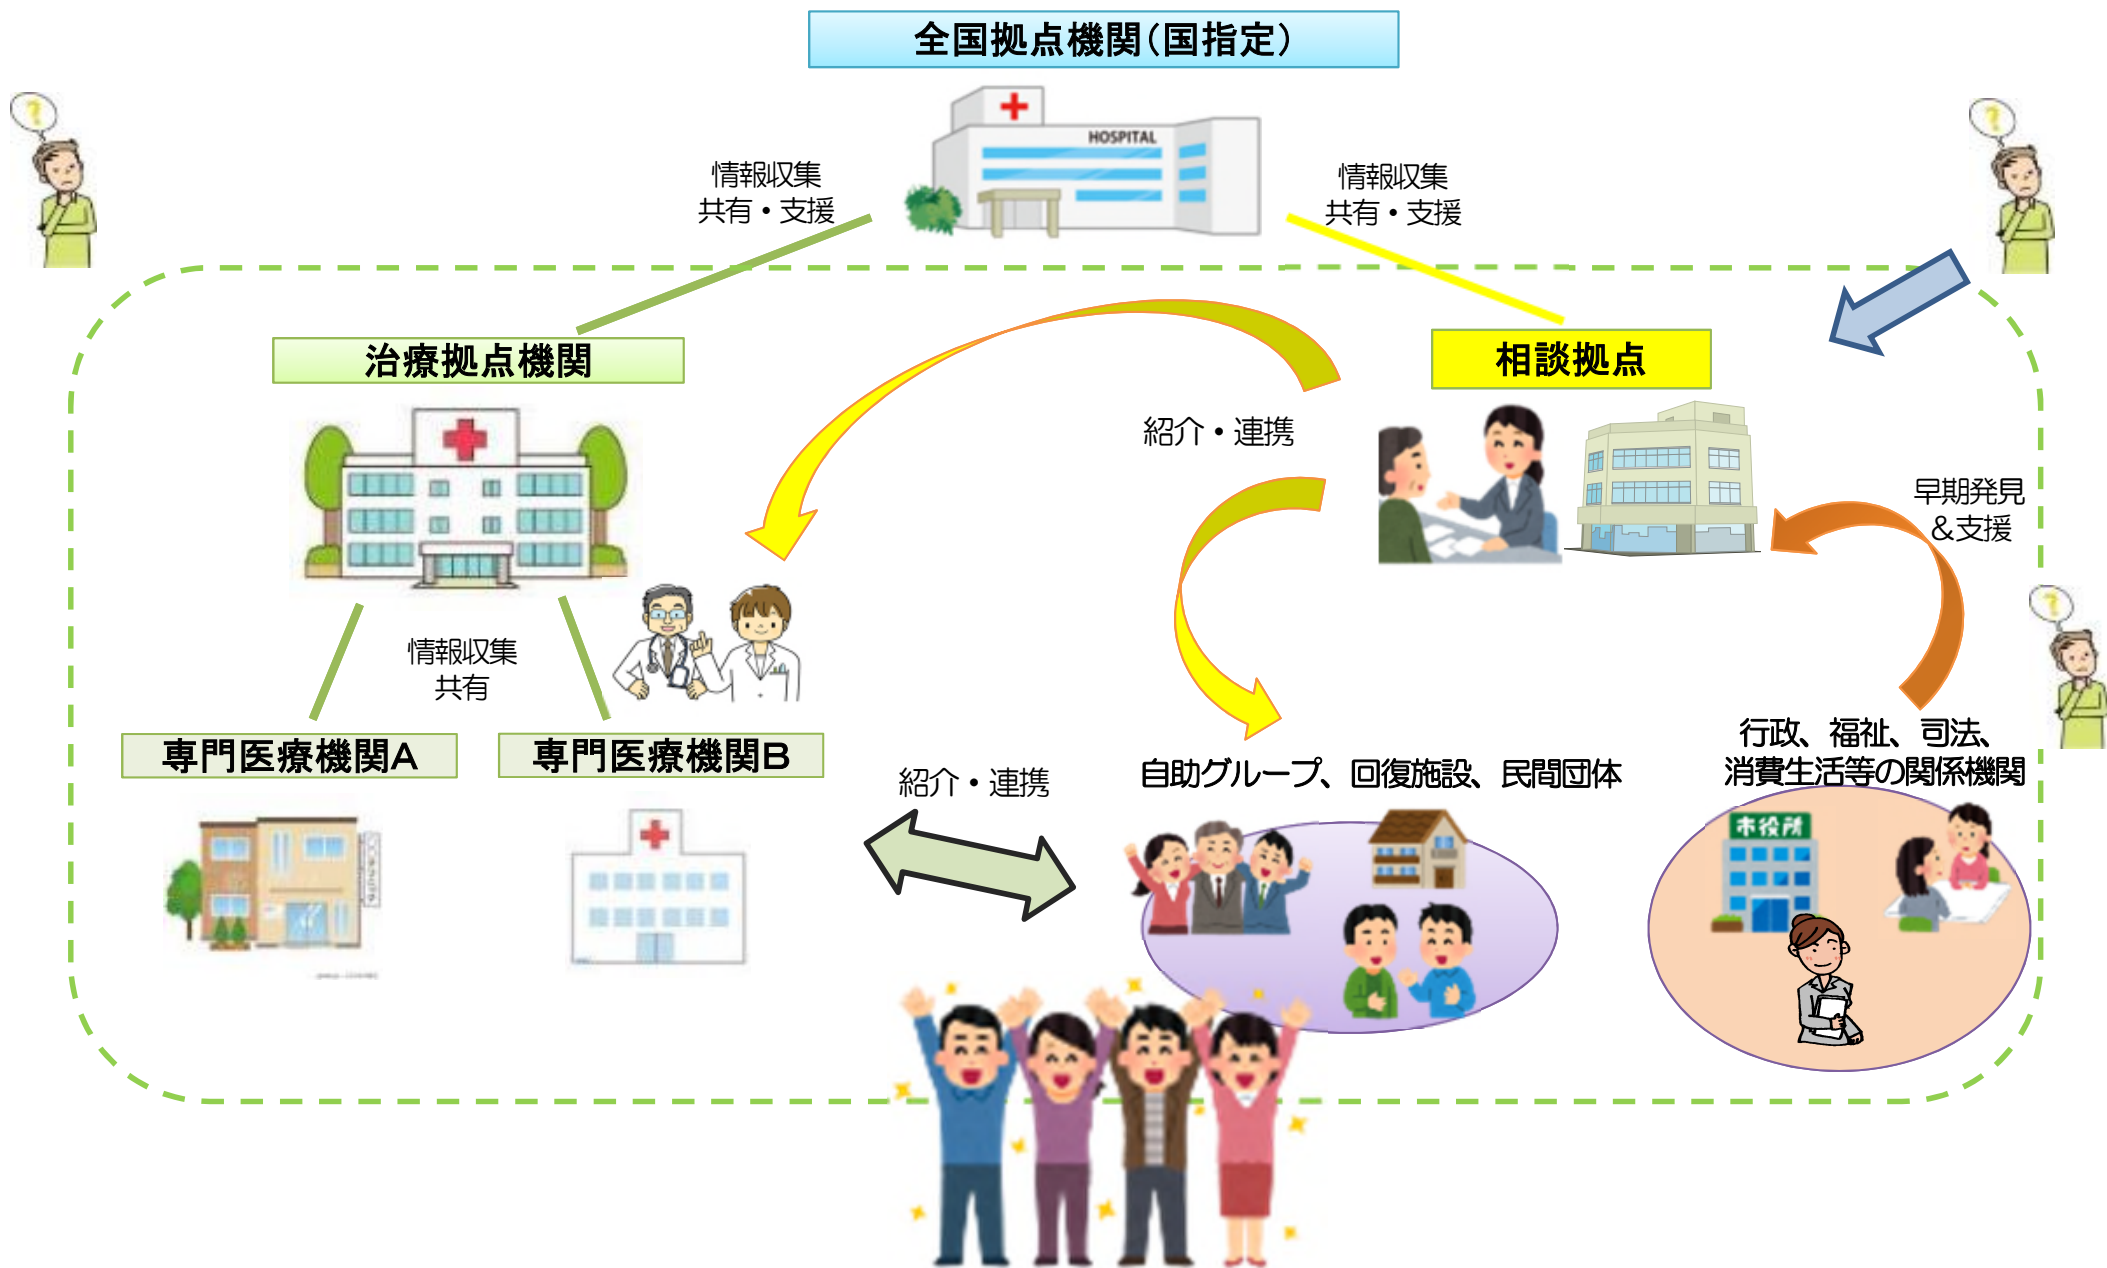 全国拠点機関（国指定）
?
?
HOSPITAL
情報収集
共有・支援
情報収集
共有・支援
治療拠点機関
相談拠点
紹介・連携
早期発見
＆支援
?
情報収集
共有
専門医療機関A
専門医療機関B
紹介・連携
自助グループ、回復施設、民間団体
行政、福祉、司法、
消費生活等の関係機関
市役所